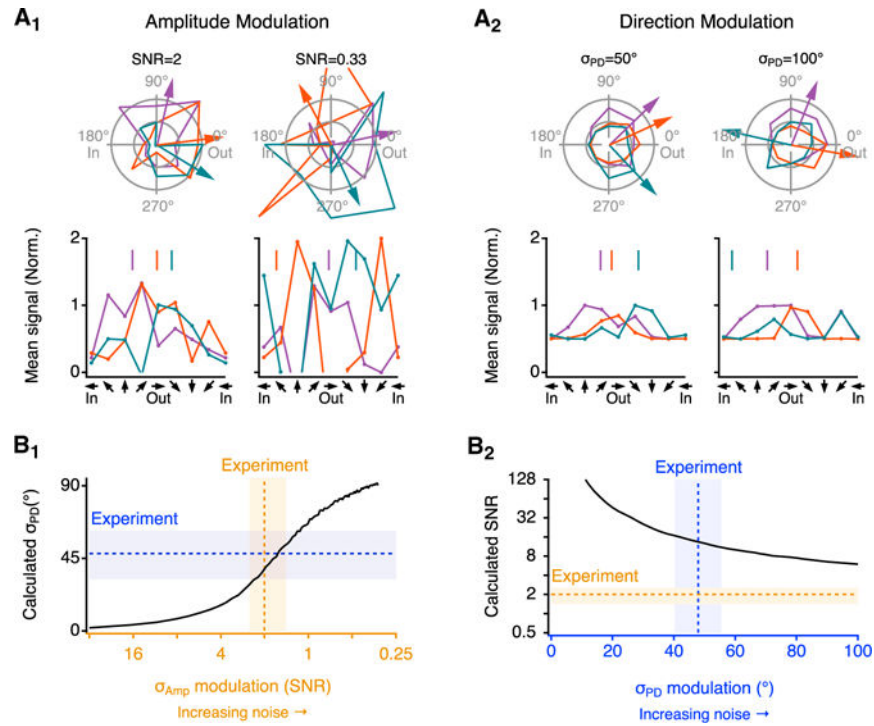 A1 Amplitude Modulation
SNR=2 SNR=0.33
90° 90°
180° 0° 180° 0°
In Out In Out
270° 270°
Mean signal (Norm.)
2
1
0
In Out In In Out In
A2 Direction Modulation
σPD=50° σPD=100°
90° 90°
180° 0° 180° 0°
In Out In Out
270° 270°
Mean signal (Norm.)
2
1
0
In Out In In Out In
B1
Experiment
Experiment
Calculated σPD(°)
90
45
0
16 4 1 0.25
σAmp modulation (SNR)
Increasing noise →
B2
Experiment
Experiment
Calculated SNR
128
32
8
2
0.5
0 20 40 60 80 100
σPD modulation (°)
Increasing noise →